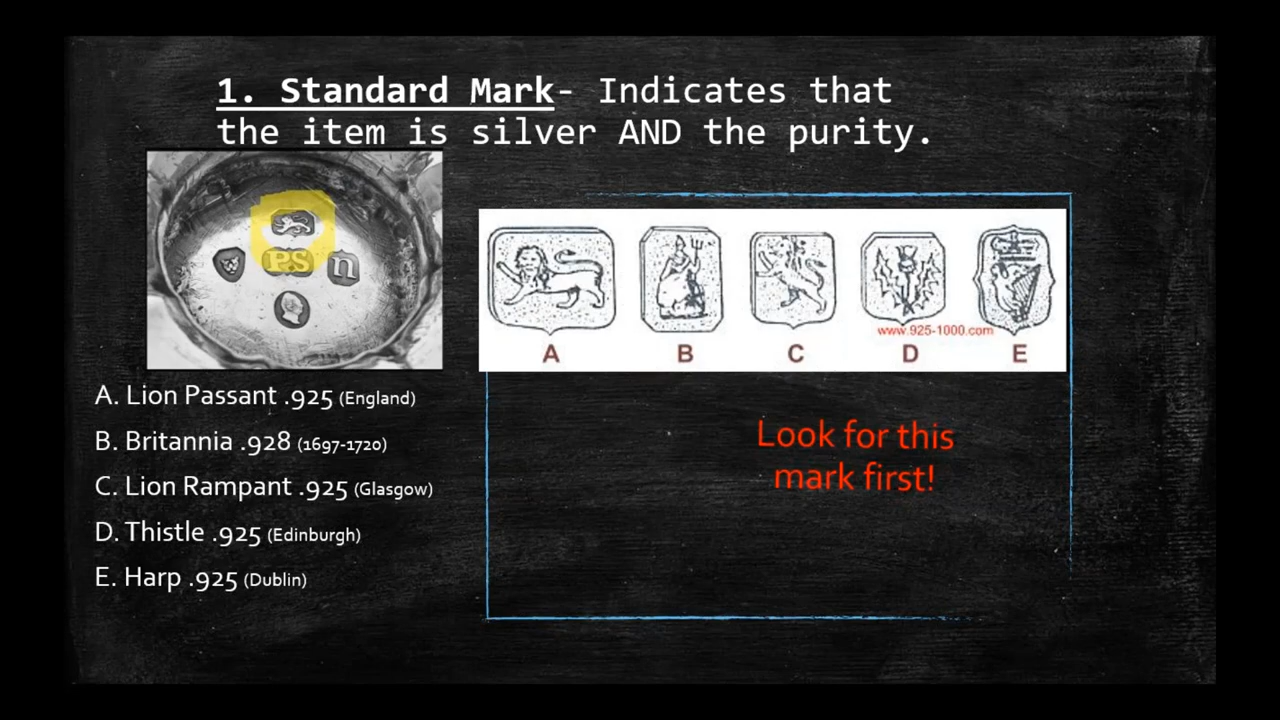 1. Standard Mark- Indicates that
the item is silver AND the purity.
PS
n
www.925-1000.com
A B C D E
A. Lion Passant .925 (England)
B. Britannia .928 (1697-1720)
C. Lion Rampant .925 (Glasgow)
D. Thistle .925 (Edinburgh)
E. Harp .925 (Dublin)
Look for this
mark first!